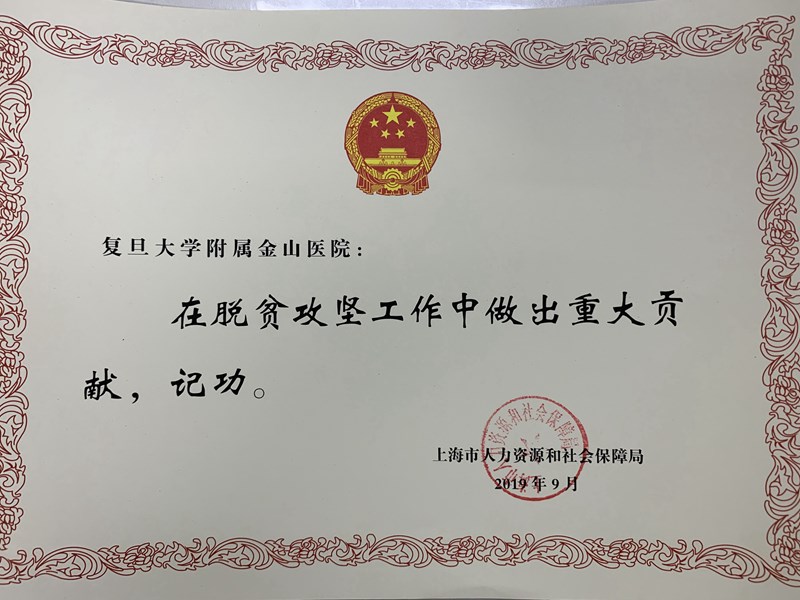 复旦大学附属金山医院：
在脱贫攻坚工作中做出重大贡
献，记功。
上海市人力资源和社会保障局
2019年9月